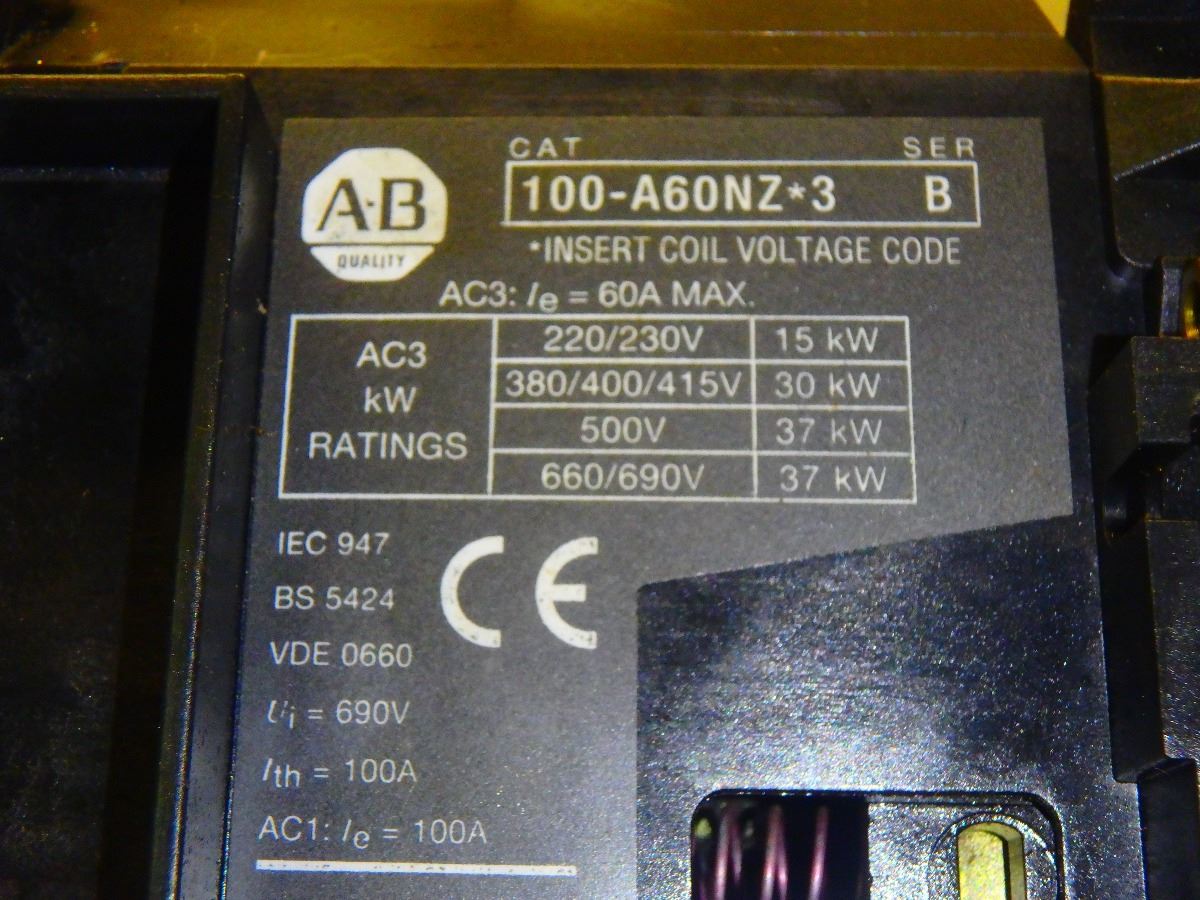 A·B
QUALITY
CAT SER
100-A60NZ*3 B
*INSERT COIL VOLTAGE CODE
AC3: Ie = 60A MAX.
AC3
kW
RATINGS
220/230V 15 kW
380/400/415V 30 kW
500V 37 kW
660/690V 37 kW
IEC 947
BS 5424
VDE 0660
CE
Ui = 690V
Ith = 100A
AC1: Ie = 100A